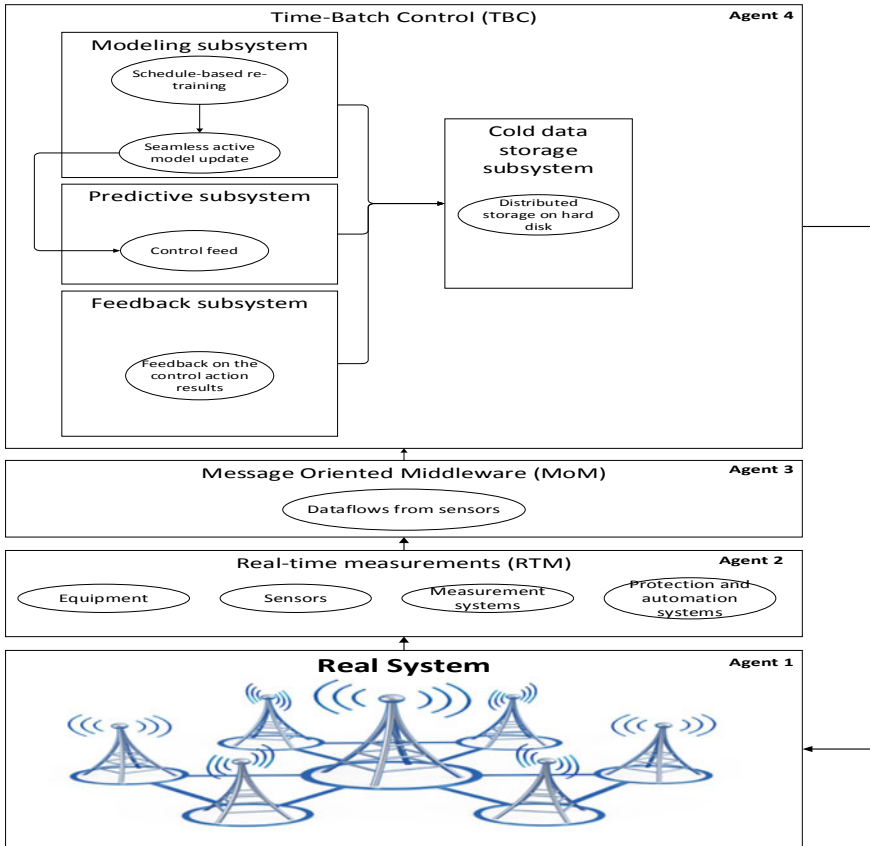 Time-Batch Control (TBC)
Agent 4
Modeling subsystem
Schedule-based re-
training
Seamless active
model update
Predictive subsystem
Control feed
Feedback subsystem
Feedback on the
control action
results
Cold data
storage
subsystem
Distributed
storage on hard
disk
Message Oriented Middleware (MoM)
Agent 3
Dataflows from sensors
Real-time measurements (RTM)
Agent 2
Equipment
Sensors
Measurement
systems
Protection and
automation
systems
Real System
Agent 1